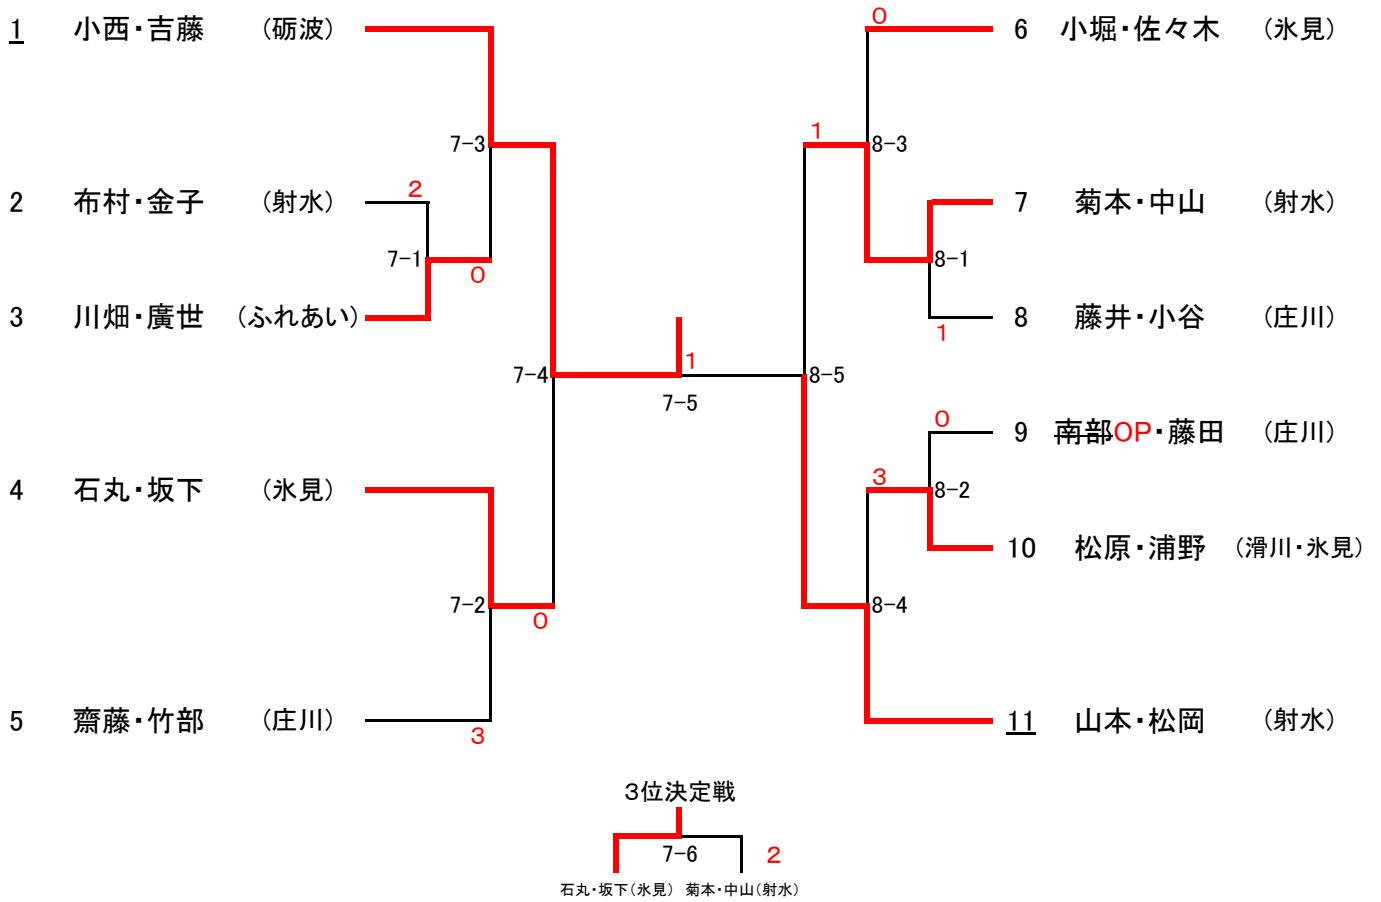 1 小西・吉藤 (砺波)
2 布村・金子 (射水)
3 川畑・廣世 (ふれあい)
4 石丸・坂下 (氷見)
5 齋藤・竹部 (庄川)
7-3
2
7-1
0
7-4
7-2
0
3
1
7-5
0
6 小堀・佐々木 (氷見)
1
8-3
7 菊本・中山 (射水)
8-1
8 藤井・小谷 (庄川)
1
8-5
0
9 南部OP・藤田 (庄川)
3
8-2
10 松原・浦野 (滑川・氷見)
8-4
11 山本・松岡 (射水)
3位決定戦
7-6 2
石丸・坂下(氷見) 菊本・中山(射水)